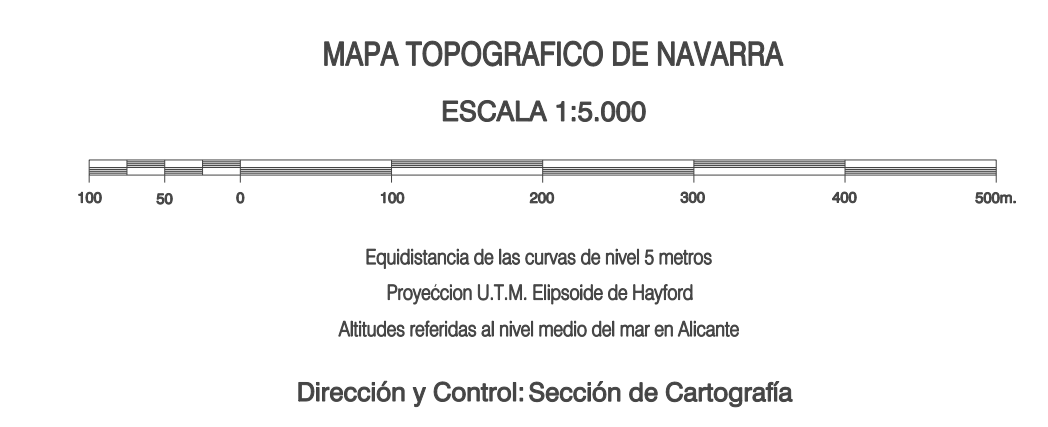 MAPA TOPOGRAFICO DE NAVARRA
ESCALA 1:5.000
100 50 0 100 200 300 400 500m.
Equidistancia de las curvas de nivel 5 metros
Proyećcion U.T.M. Elipsoide de Hayford
Altitudes referidas al nivel medio del mar en Alicante
Dirección y Control: Sección de Cartografía